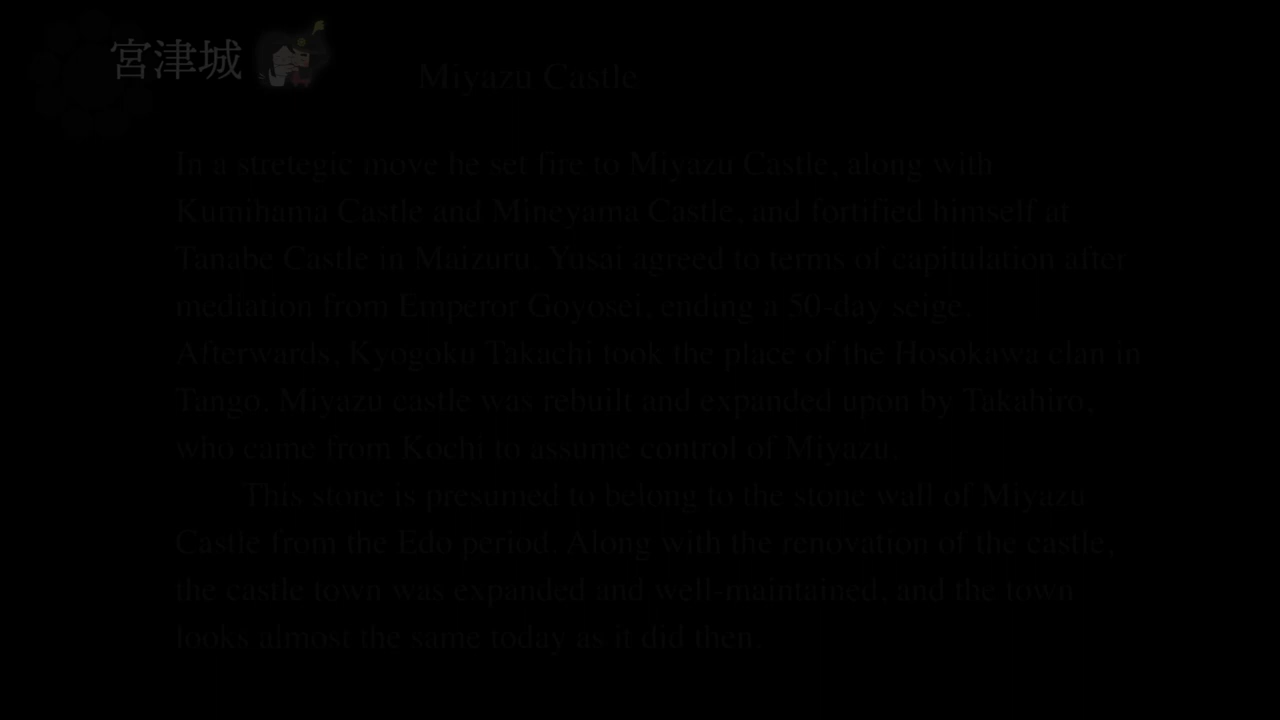 宮津城
Miyazu Castle
In a stretegic move he set fire to Miyazu Castle, along with
Kumihama Castle and Mineyama Castle, and fortified himself at
Tanabe Castle in Maizuru. Yusai agreed to terms of capitulation after
mediation from Emperor Goyosei, ending a 50-day seige.
Afterwards, Kyogoku Takachi took the place of the Hosokawa clan in
Tango. Miyazu castle was rebuilt and expanded upon by Takahiro,
who came from Kochi to assume control of Miyazu.
This stone is presumed to belong to the stone wall of Miyazu
Castle from the Edo period. Along with the renovation of the castle,
the castle town was expanded and well-maintained, and the town
looks almost the same today as it did then.